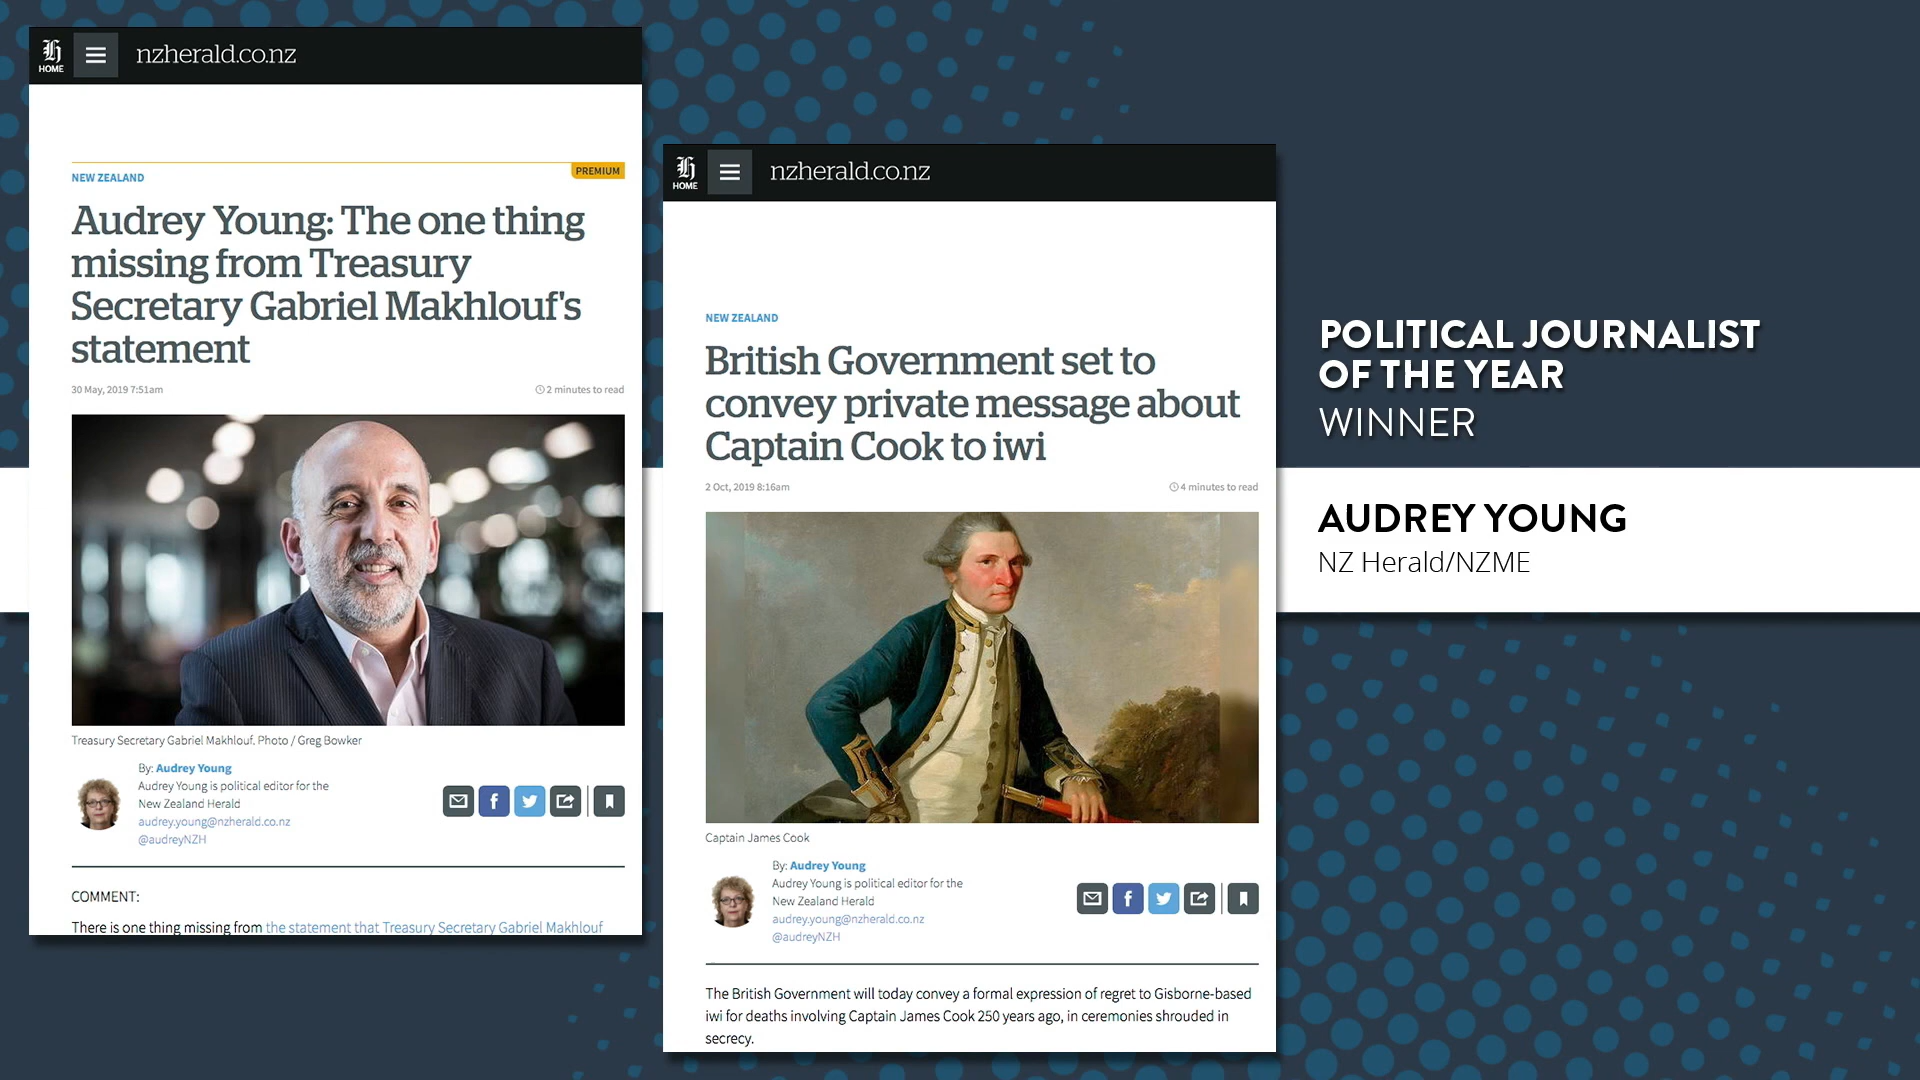 HOME
nzherald.co.nz
PREMIUM
NEW ZEALAND
Audrey Young: The one thing
missing from Treasury
Secretary Gabriel Makhlouf's
statement
30 May, 2019 7:51am
2 minutes to read
Treasury Secretary Gabriel Makhlouf. Photo / Greg Bowker
By: Audrey Young
Audrey Young is political editor for the
New Zealand Herald
audrey.young@nzherald.co.nz
@audreyNZH
COMMENT:
There is one thing missing from the statement that Treasury Secretary Gabriel Makhlouf
HOME
nzherald.co.nz
NEW ZEALAND
British Government set to
convey private message about
Captain Cook to iwi
2 Oct, 2019 8:16am
4 minutes to read
Captain James Cook
By: Audrey Young
Audrey Young is political editor for the
New Zealand Herald
audrey.young@nzherald.co.nz
@audreyNZH
The British Government will today convey a formal expression of regret to Gisborne-based
iwi for deaths involving Captain James Cook 250 years ago, in ceremonies shrouded in
secrecy.
POLITICAL JOURNALIST
OF THE YEAR
WINNER
AUDREY YOUNG
NZ Herald/NZME